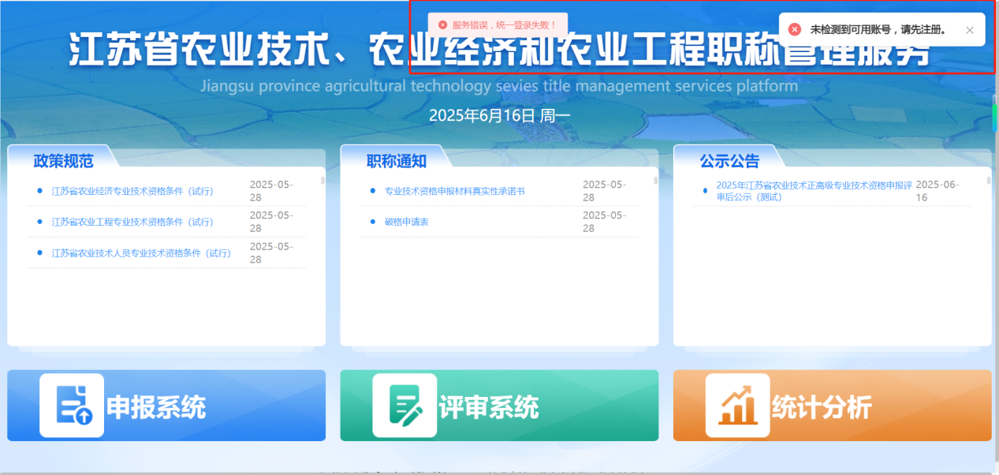 服务错误，统一登录失败！
未检测到可用账号，请先注册。
江苏省农业技术、农业经济和农业工程职称管理服务
Jiangsu province agricultural technology sevies title management services platform
2025年6月16日 周一
政策规范
江苏省农业经济专业技术资格条件（试行）
2025-05-
28
江苏省农业工程专业技术资格条件（试行）
2025-05-
28
江苏省农业技术人员专业技术资格条件（试行）
2025-05-
28
职称通知
专业技术资格申报材料真实性承诺书
2025-05-
28
破格申请表
2025-05-
28
公示公告
2025年江苏省农业技术正高级专业技术资格申报评
审后公示（测试）
2025-06-
16
申报系统
评审系统
统计分析